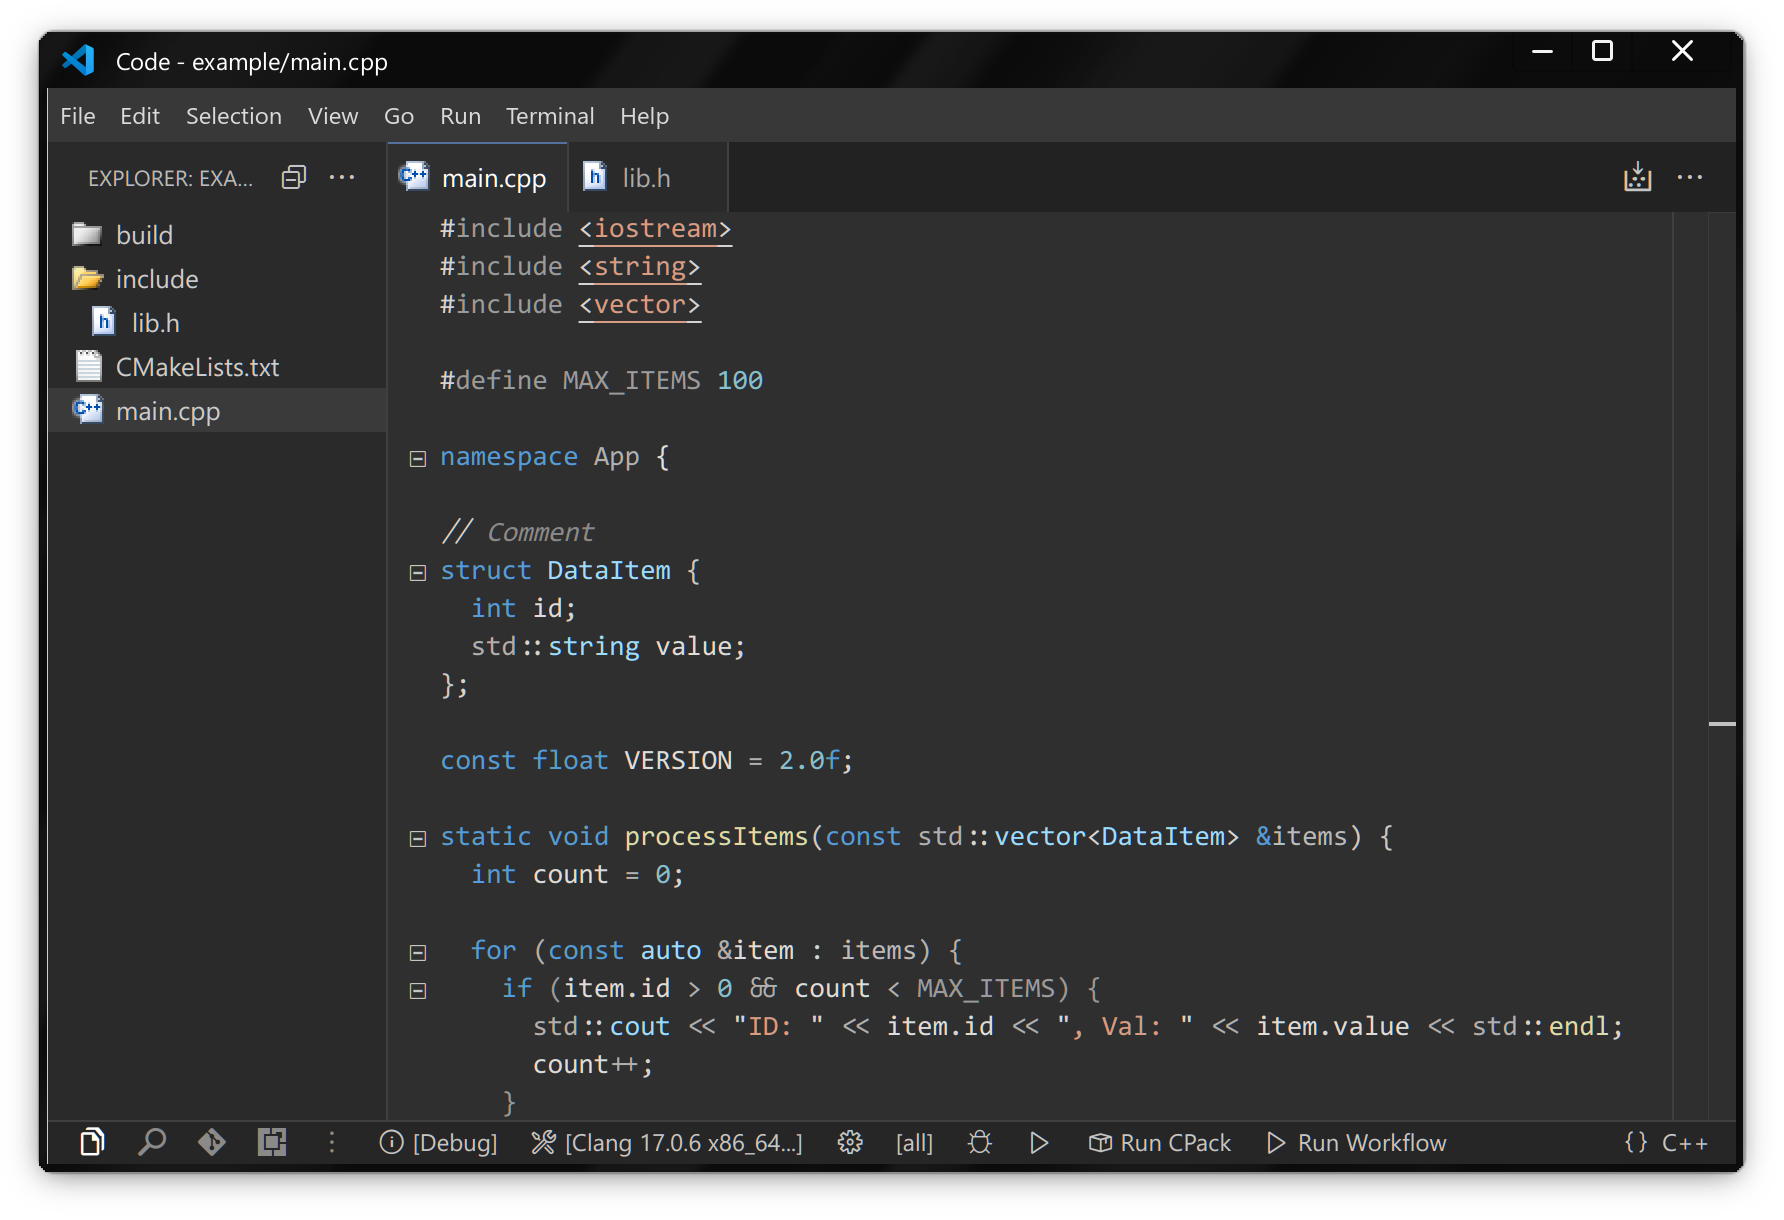 Code - example/main.cpp
File Edit Selection View Go Run Terminal Help
EXPLORER: EXA...
build
include
lib.h
CMakeLists.txt
main.cpp
main.cpp lib.h
#include <iostream>
#include <string>
#include <vector>
#define MAX_ITEMS 100
namespace App {
// Comment
struct DataItem {
int id;
std::string value;
};
const float VERSION = 2.0f;
static void processItems(const std::vector<DataItem> &items) {
int count = 0;
for (const auto &item : items) {
if (item.id > 0 && count < MAX_ITEMS) {
std::cout << "ID: " << item.id << ", Val: " << item.value << std::endl;
count++;
}
[Debug] [Clang 17.0.6 x86_64...] [all] Run CPack Run Workflow {} C++